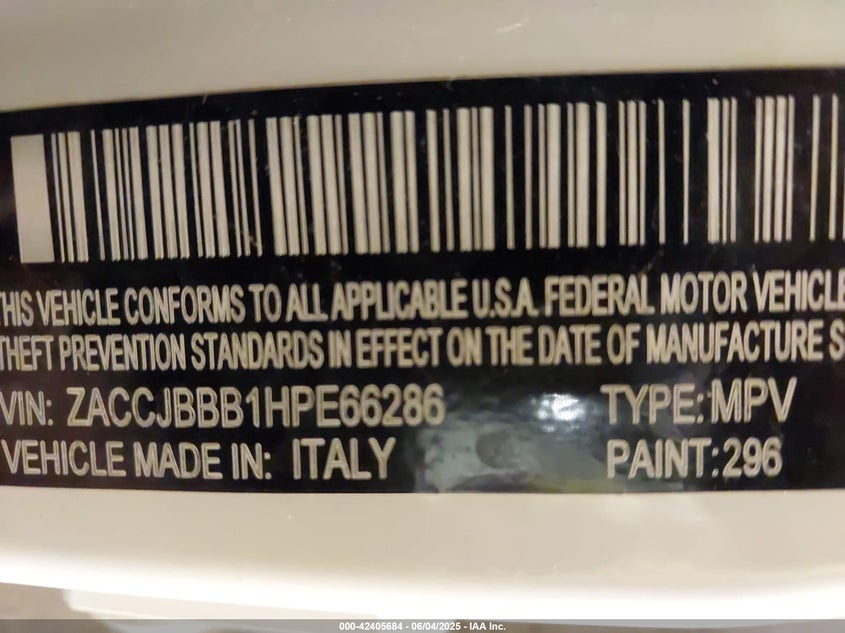 THIS VEHICLE CONFORMS TO ALL APPLICABLE U.S.A. FEDERAL MOTOR VEHICLE
THEFT PREVENTION STANDARDS IN EFFECT ON THE DATE OF MANUFACTURE S
VIN: ZACCJBBB1HPE66286 TYPE: MPV
VEHICLE MADE IN: ITALY PAINT: 296
000-42405684 - 06/04/2025 - IAA Inc.